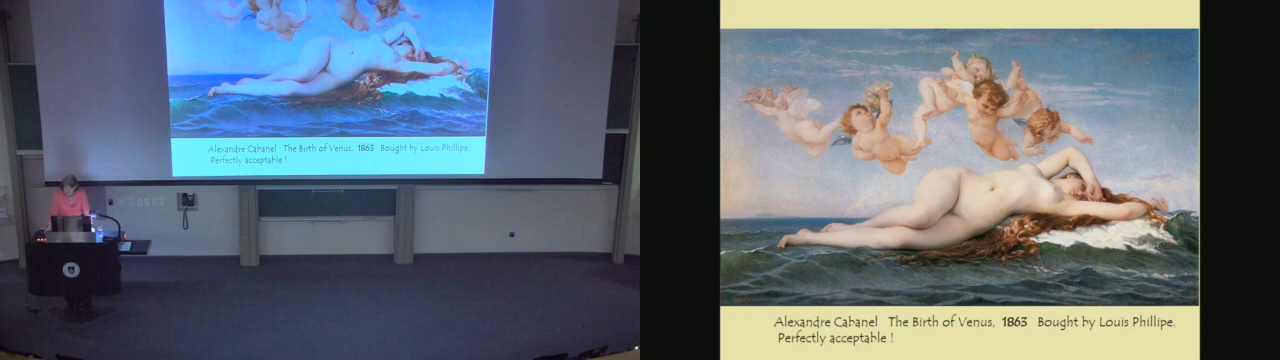 Alexandre Cabanel The Birth of Venus, 1863 Bought by Louis Phillipe.
Perfectly acceptable !
Alexandre Cabanel The Birth of Venus, 1863 Bought by Louis Phillipe.
Perfectly acceptable !